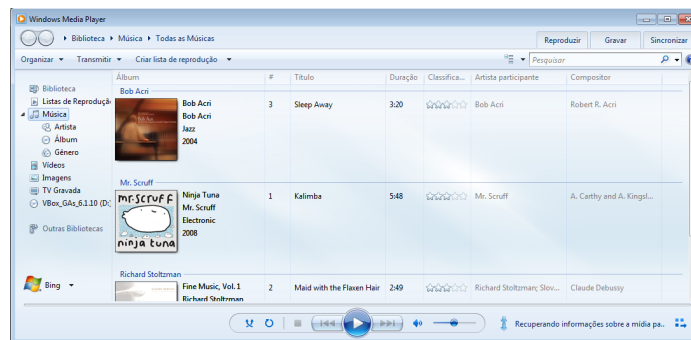 Windows Media Player
Biblioteca Música Todas as Músicas
Reproduzir Gravar Sincronizar
Organizar Transmitir Criar lista de reprodução
Pesquisar
Álbum # Título Duração Classifica... Artista participante Compositor
Biblioteca
Listas de Reproduçã
Música
Artista
Álbum
Gênero
Vídeos
Imagens
TV Gravada
VBox_GAs_6.1.10 (D:)
Outras Bibliotecas
Bing
Bob Acri
Bob Acri 3 Sleep Away 3:20 Bob Acri Robert R. Acri
Bob Acri
Jazz
2004
Mr. Scruff
mr.scruff
ninja tuna
Ninja Tuna 1 Kalimba 5:48 Mr. Scruff A. Carthy and A. Kingsl...
Mr. Scruff
Electronic
2008
Richard Stoltzman
Fine Music, Vol. 1 2 Maid with the Flaxen Hair 2:49 Richard Stoltzman; Slov... Claude Debussy
Richard Stoltzman
Recuperando informações sobre a mídia pa..